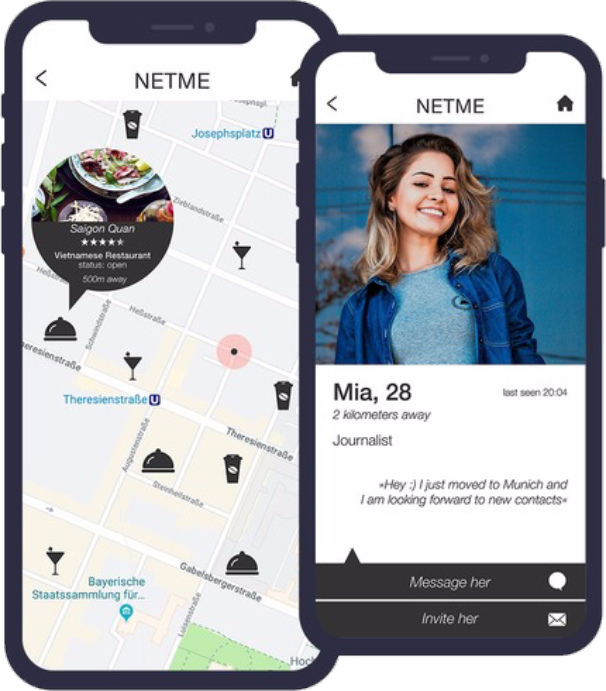 NETME
Josephsplatz U
Saigon Quan
Vietnamese Restaurant
status: open
500m away
Zieblandstraße
Heßstraße
Schwindstraße
Theresienstraße U
Theresienstraße
Augustenstraße
Steinheilstraße
Gabelsbergerstraße
Bayerische
Staatssammlung für...
Luisenstraße
NETME
Mia, 28
last seen 20:04
2 kilometers away
Journalist
»Hey :) I just moved to Munich and
I am looking forward to new contacts«
Message her
Invite her